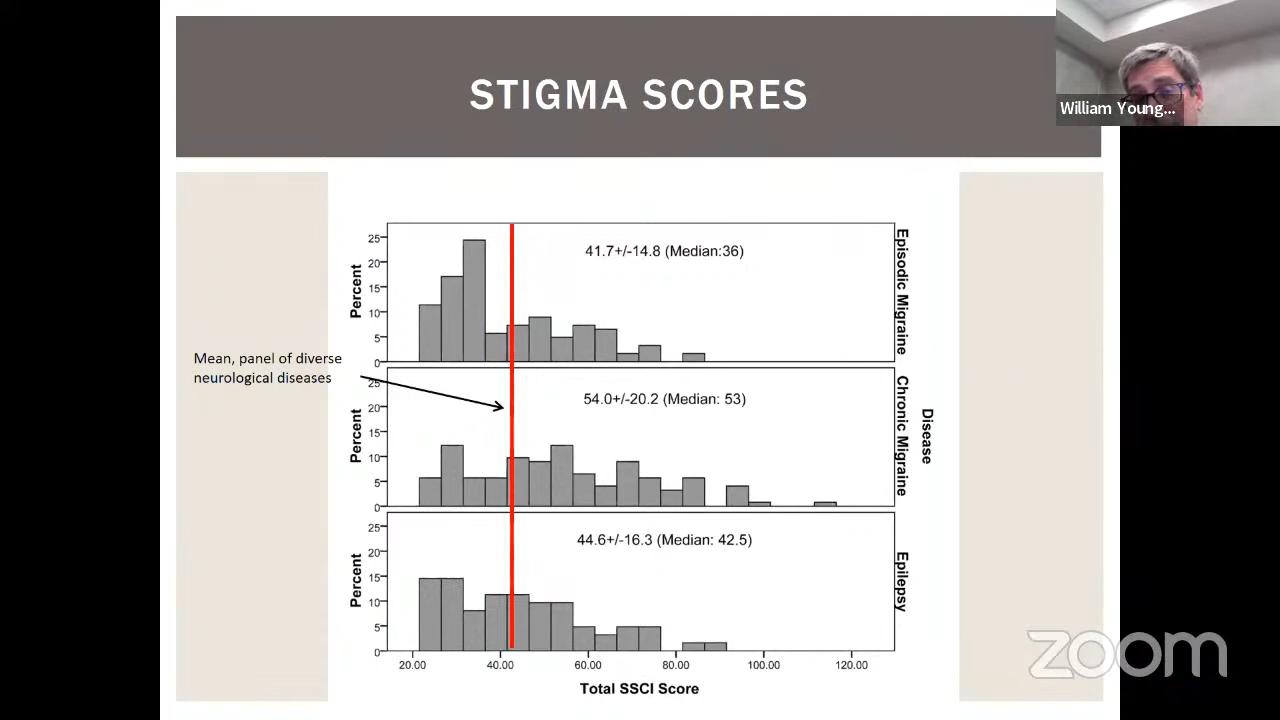 STIGMA SCORES
William Young...
Mean, panel of diverse
neurological diseases
25
20
15
10
5
0
Percent
41.7+/-14.8 (Median:36)
Episodic Migraine
25
20
15
10
5
0
Percent
54.0+/-20.2 (Median: 53)
Chronic Migraine
Disease
25
20
15
10
5
0
Percent
44.6+/-16.3 (Median: 42.5)
Epilepsy
20.00 40.00 60.00 80.00 100.00 120.00
Total SSCI Score
zoom